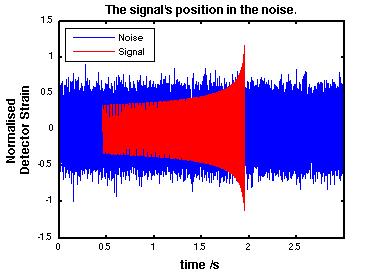 The signal's position in the noise.
Noise
Signal
Normalised
Detector Strain
1.5
1
0.5
0
-0.5
-1
-1.5
0
0.5
1
1.5
2
2.5
time /s